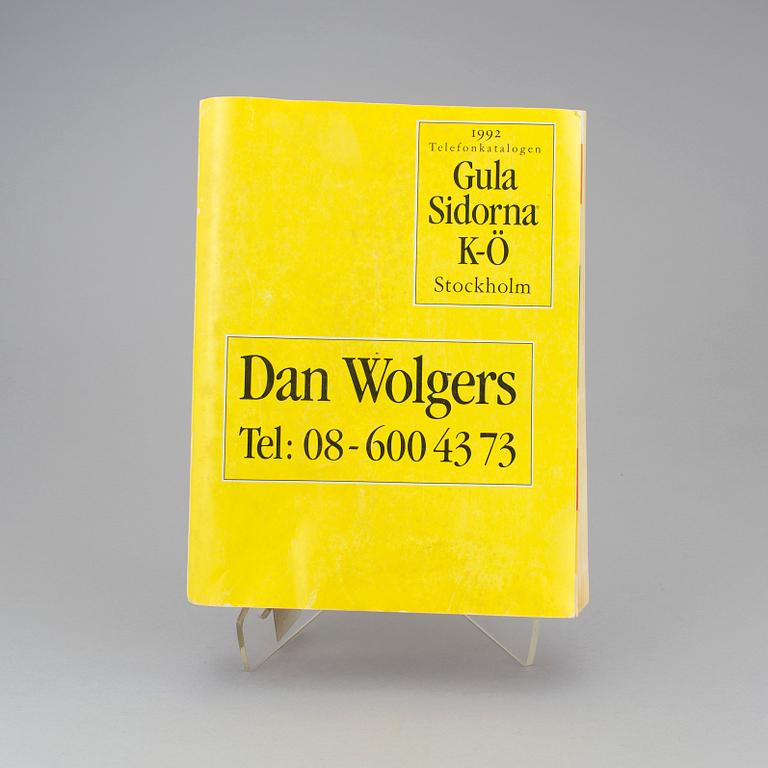 1992
Telefonkatalogen
Gula
Sidorna
K-Ö
Stockholm
Dan Wolgers
Tel: 08-600 43 73